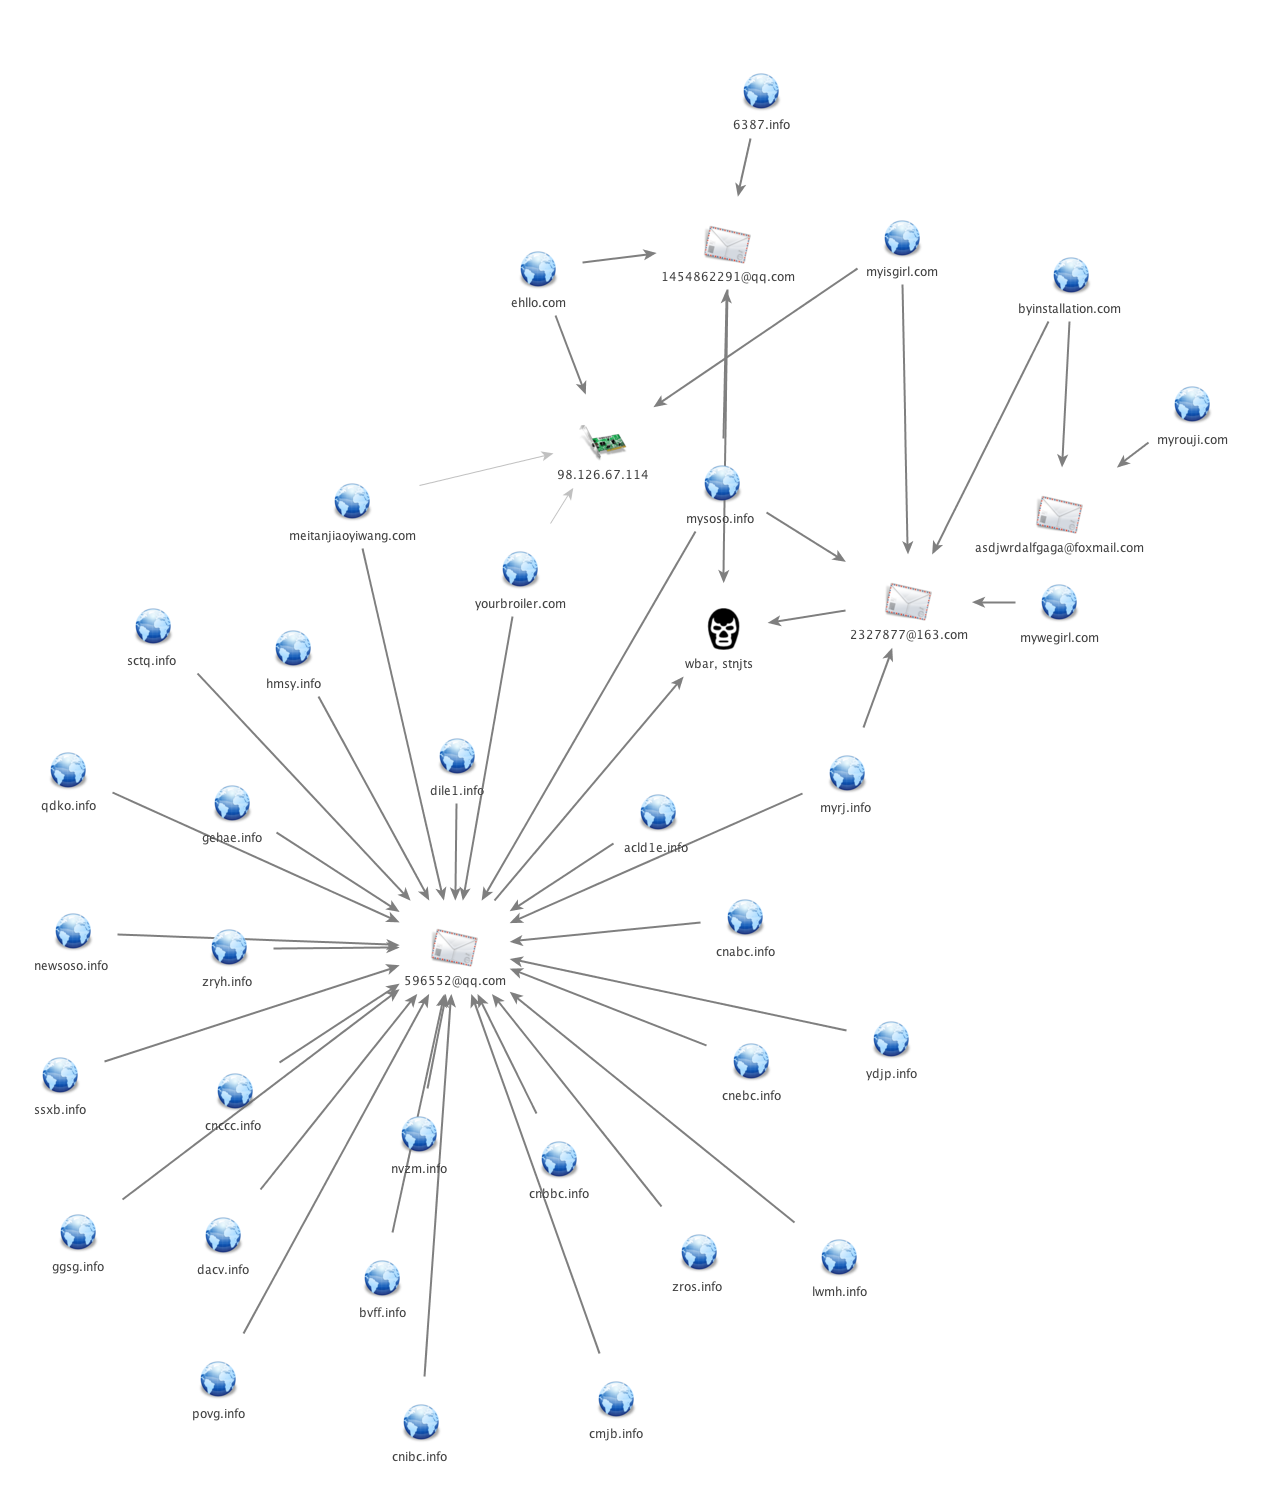 6387.info
1454862291@qq.com
myisgirl.com
ehllo.com
byinstallation.com
myrouji.com
98.126.67.114
mysoso.info
meitanjiaoyiwang.com
asdjwrdalfgaga@foxmail.com
yourbroiler.com
2327877@163.com
mywegirl.com
sctq.info
wbar, stnjts
hmsy.info
dile1.info
qdko.info
myrj.info
gehae.info
acld1e.info
cnabc.info
newsoso.info
zryh.info
596552@qq.com
ydjp.info
cnebc.info
ssxb.info
cnccc.info
nvzm.info
cnbbc.info
ggsg.info
dacv.info
zros.info
lwmh.info
bvff.info
povg.info
cmjb.info
cnibc.info